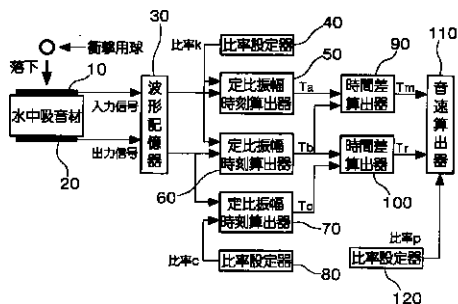 30
40
50
90
110
衝撃用球
落下
10
比率k
比率設定器
水中吸音材
入力信号
出力信号
20
波形記憶器
定比振幅
時刻算出器
Ta
時間差
算出器
Tm
音速算出器
定比振幅
時刻算出器
Tb
時間差
算出器
Tr
60
100
定比振幅
時刻算出器
Tc
70
比率c
比率設定器
80
比率p
比率設定器
120